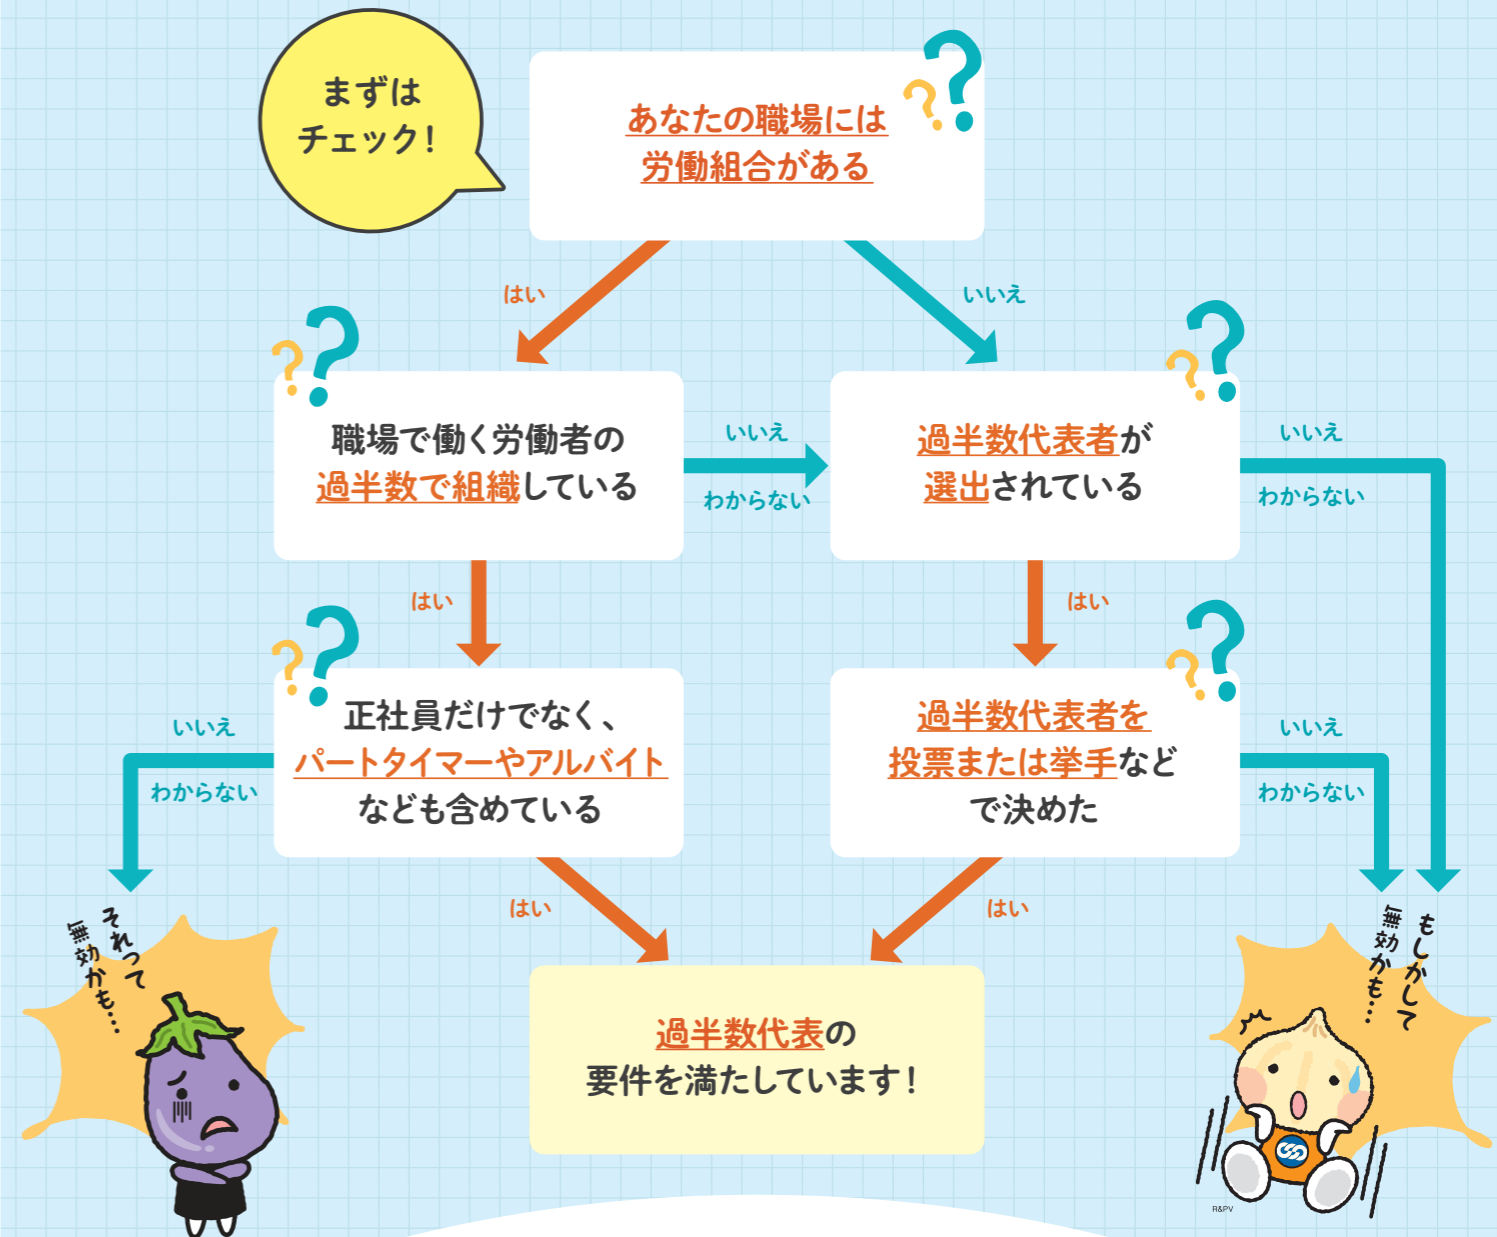 まずは
チェック！
あなたの職場には
労働組合がある
はい
いいえ
職場で働く労働者の
過半数で組織している
いいえ
わからない
過半数代表者が
選出されている
いいえ
わからない
はい
はい
正社員だけでなく、
パートタイマーやアルバイト
なども含めている
いいえ
わからない
過半数代表者を
投票または挙手など
で決めた
いいえ
わからない
はい
はい
それって
無効かも…
過半数代表の
要件を満たしています！
もしかして
無効かも…
R&PV